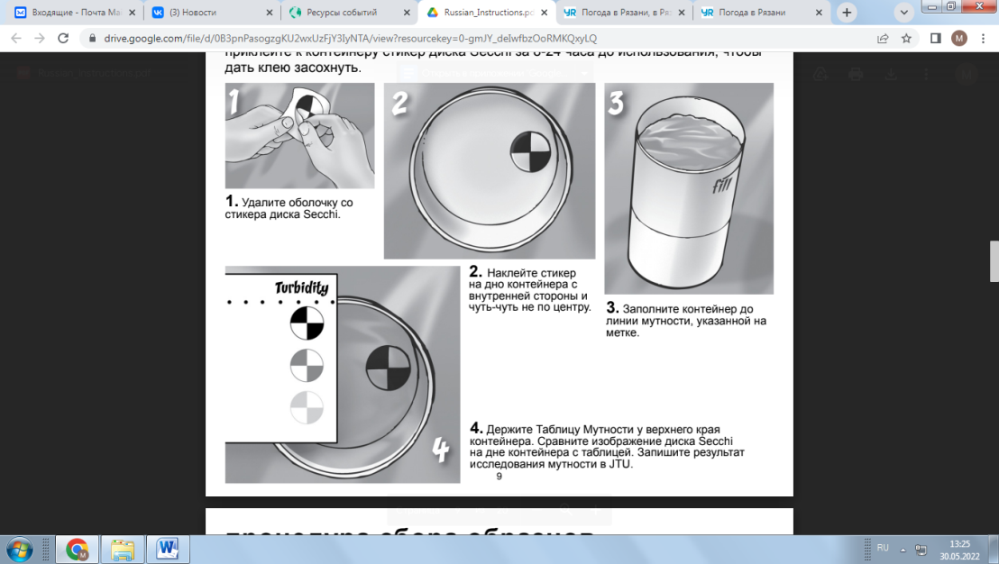 Входящие - Почта Mai
(3) Новости
Ресурсы событий
Russian_Instructions.pd
Погода в Рязани, в Ряз
Погода в Рязани
drive.google.com/file/d/0B3pnPasogzgKU2wxUzFjY3IyNTA/view?resourcekey=0-gmJY_deIwfbzOoRMKQxyLQ
M
Russian_Instructions.pdf
приклейте к контейнеру стикер диска Secchi за 8-24 часа до использования, чтобы
дать клею засохнуть.
1
2
3
fill
1. Удалите оболочку со
стикера диска Secchi.
2. Наклейте стикер
на дно контейнера с
внутренней стороны и
чуть-чуть не по центру.
3. Заполните контейнер до
линии мутности, указанной на
метке.
Turbidity
4
4. Держите Таблицу Мутности у верхнего края
контейнера. Сравните изображение диска Secchi
на дне контейнера с таблицей. Запишите результат
исследования мутности в JTU.
9
процедура сбора образцов
RU
13:25
30.05.2022